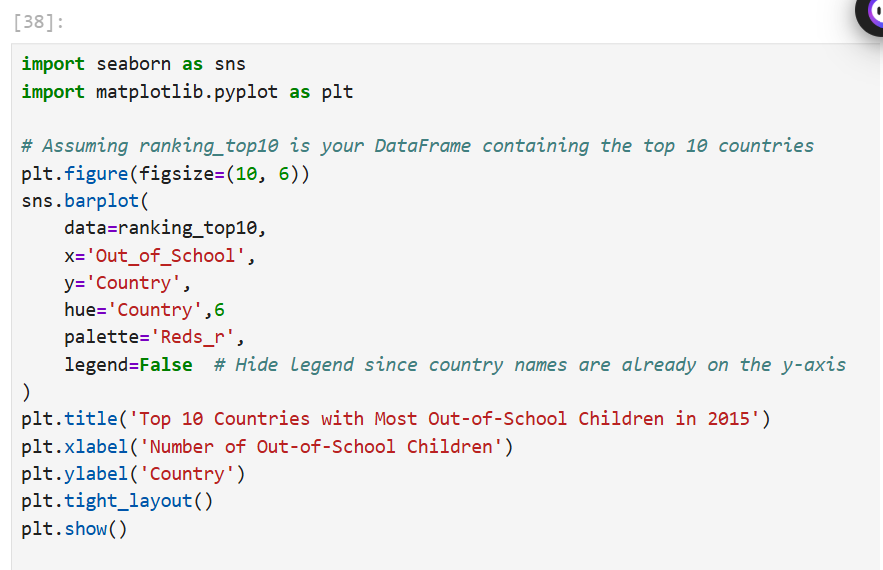 [38]:
import seaborn as sns
import matplotlib.pyplot as plt

# Assuming ranking_top10 is your DataFrame containing the top 10 countries
plt.figure(figsize=(10, 6))
sns.barplot(
    data=ranking_top10,
    x='Out_of_School',
    y='Country',
    hue='Country',6
    palette='Reds_r',
    legend=False  # Hide legend since country names are already on the y-axis
)
plt.title('Top 10 Countries with Most Out-of-School Children in 2015')
plt.xlabel('Number of Out-of-School Children')
plt.ylabel('Country')
plt.tight_layout()
plt.show()